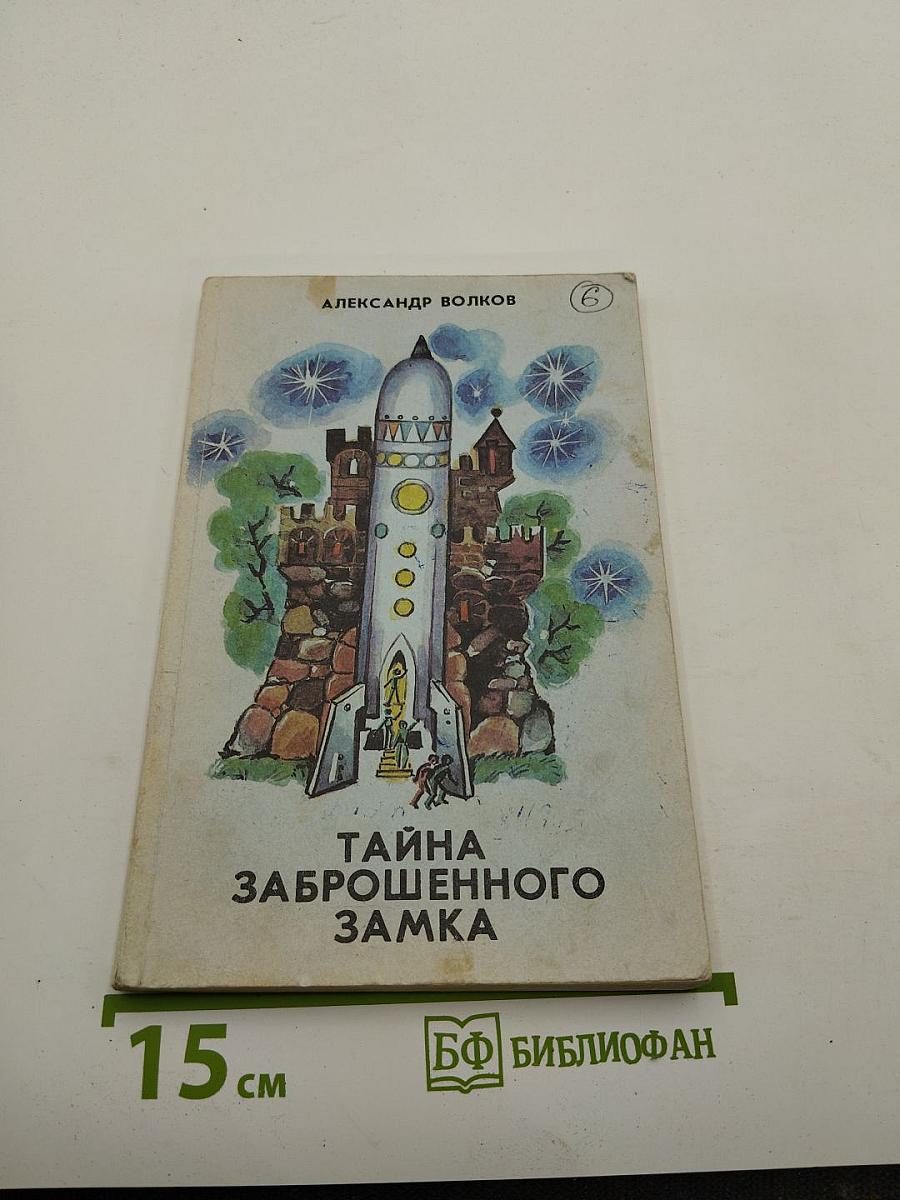 АЛЕКСАНДР ВОЛКОВ
6
ТАЙНА
ЗАБРОШЕННОГО
ЗАМКА
15 см
БФ БИБЛИОФАН